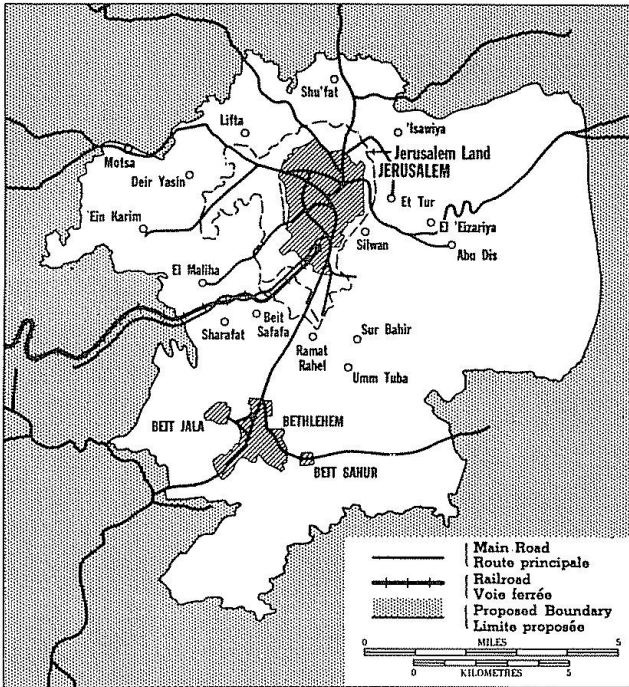 Shu'fat
Lifta
'Isawiya
Motsa
Jerusalem Land
JERUSALEM
Deir Yasin
Et Tur
'Ein Karim
El 'Eizariya
Silwan
Abu Dis
El Maliha
Beit
Safafa
Sharafat
Sur Bahir
Ramat
Rahel
Umm Tuba
BEIT JALA
BETHLEHEM
BEIT SAHUR
Main Road
Route principale
Railroad
Voie ferrée
Proposed Boundary
Limite proposée
0 MILES 5
0 KILOMETRES 5